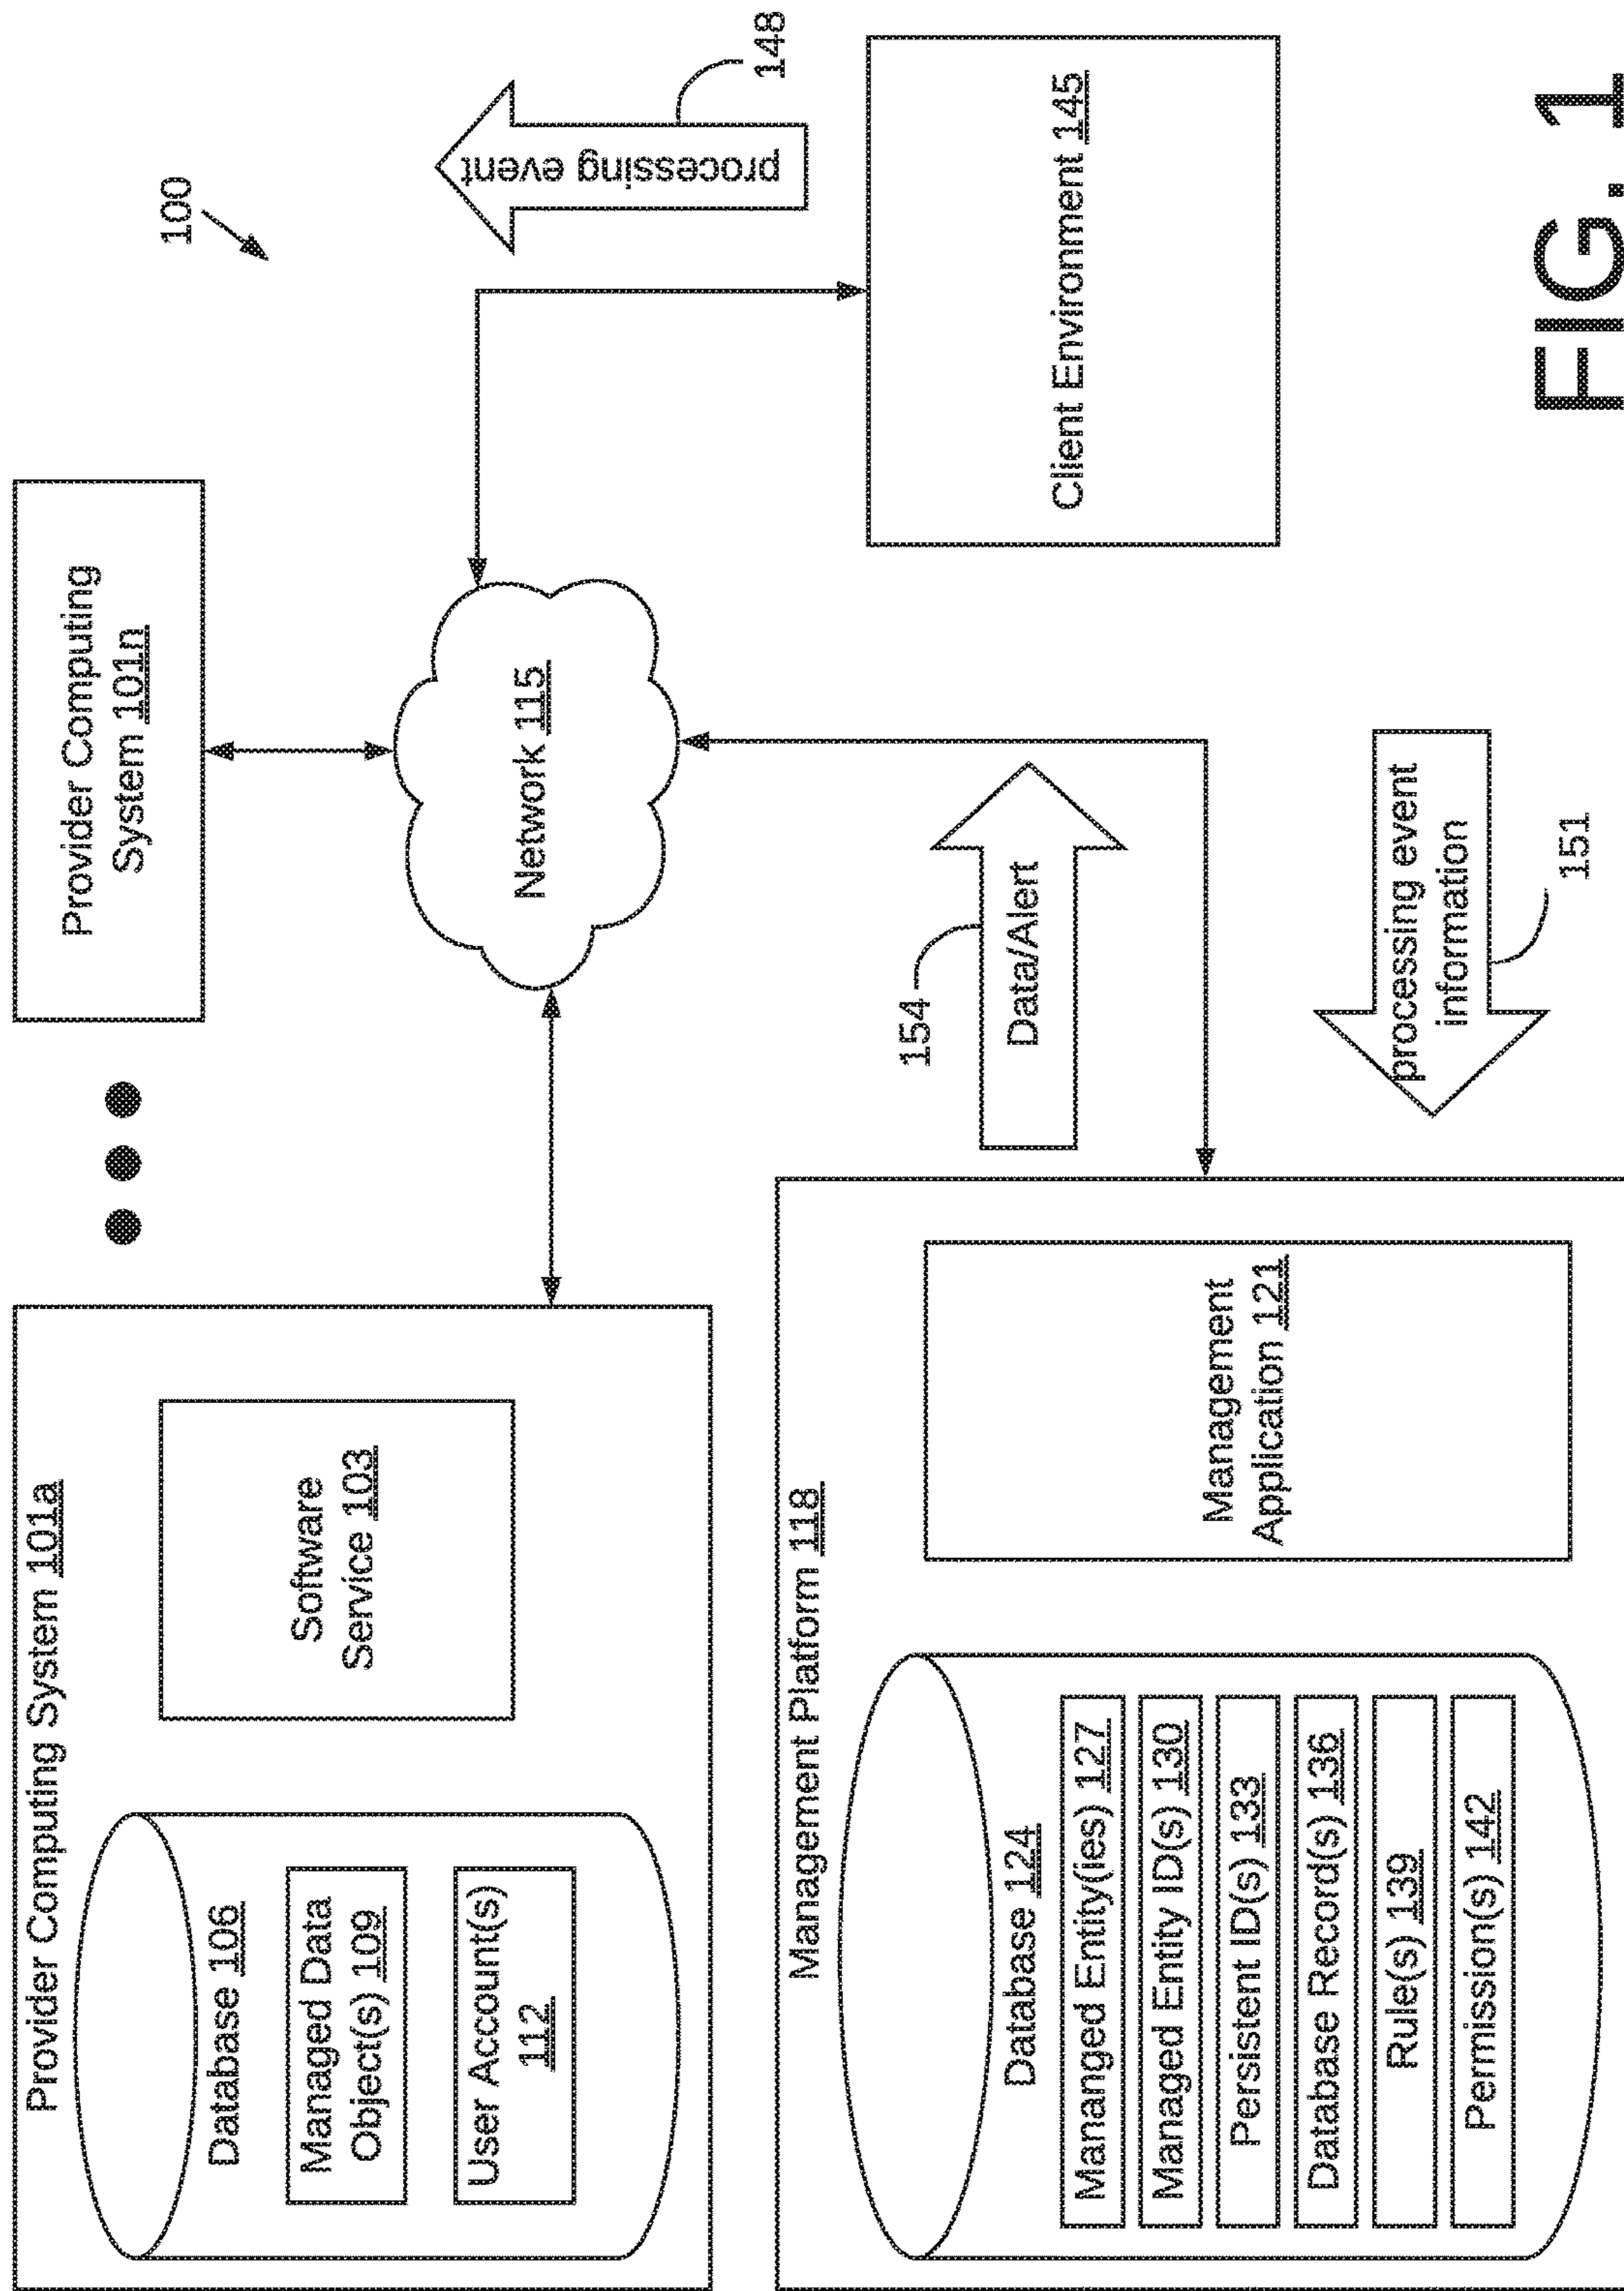 100
Provider Computing System 101a
Database 106
Managed Data
Object(s) 109
User Account(s)
112
Software
Service 103
Provider Computing
System 101n
Network 115
processing event
148
Management Platform 118
Database 124
Mananged Entity(ies) 127
Managed Entity ID(s) 130
Persistent ID(s) 133
Database Record(s) 136
Rule(s) 139
Permission(s) 142
Management
Application 121
154
Data/Alert
processing event
information
151
Client Environment 145
FIG. 1